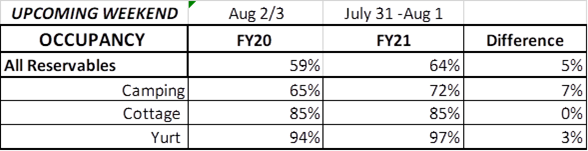 UPCOMING WEEKEND Aug 2/3 July 31 -Aug 1
OCCUPANCY FY20 FY21 Difference
All Reservables 59% 64% 5%
Camping 65% 72% 7%
Cottage 85% 85% 0%
Yurt 94% 97% 3%